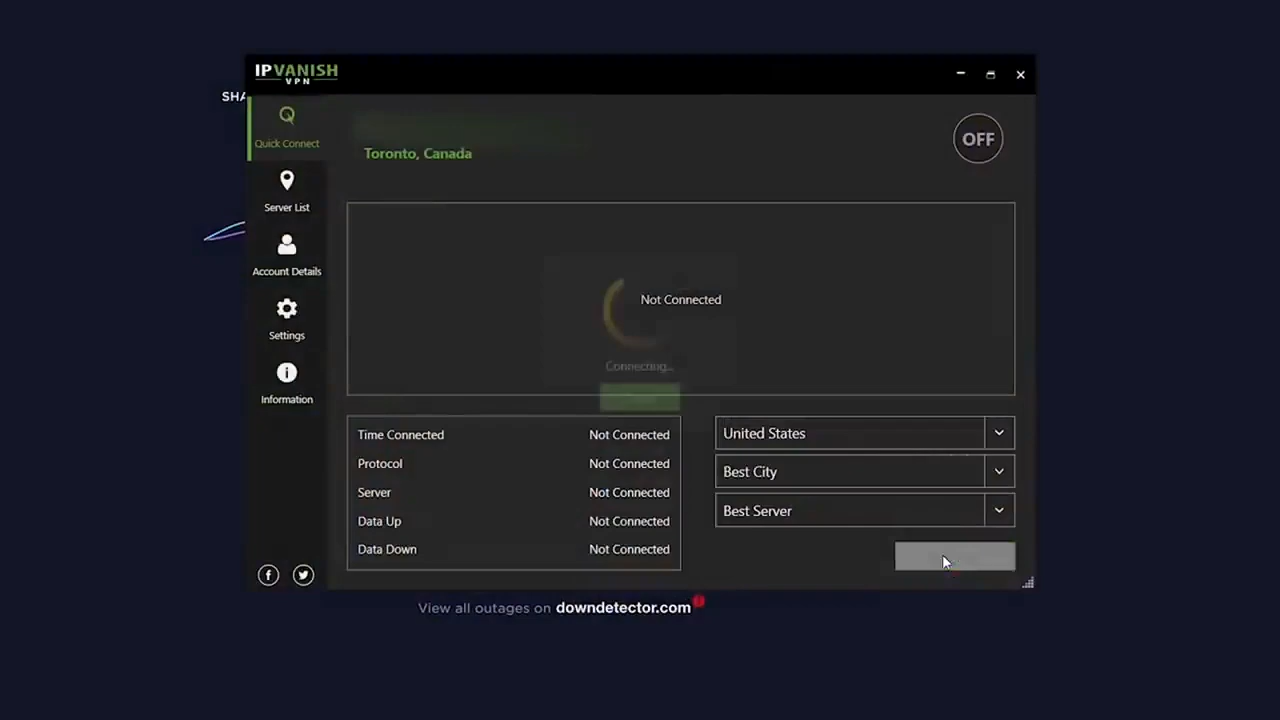 IPVANISH
VPN
SHA
Quick Connect
Toronto, Canada
OFF
Server List
Account Details
Settings
Information
Not Connected
Connecting...
Time Connected Not Connected
Protocol Not Connected
Server Not Connected
Data Up Not Connected
Data Down Not Connected
United States
Best City
Best Server
View all outages on downdetector.com